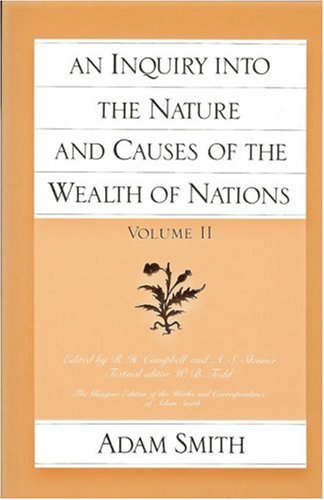 AN INQUIRY INTO
THE NATURE
AND CAUSES OF THE
WEALTH OF NATIONS
VOLUME II
Edited by R. H. Campbell and A. S. Skinner
Textual editor W. B. Todd
The Glasgow Edition of the Works and Correspondence
of Adam Smith
ADAM SMITH